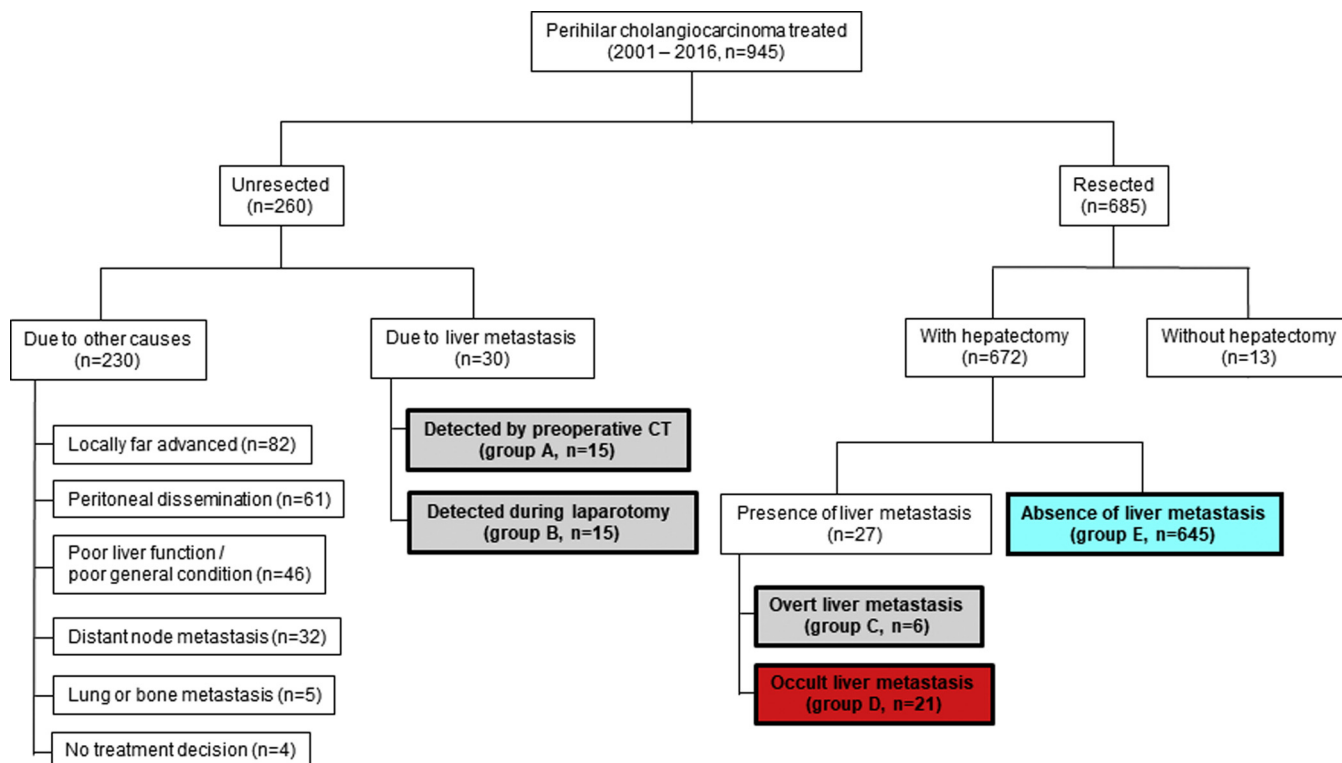 Perihilar cholangiocarcinoma treated
(2001 – 2016, n=945)
Unresected
(n=260)
Resected
(n=685)
Due to other causes
(n=230)
Due to liver metastasis
(n=30)
With hepatectomy
(n=672)
Without hepatectomy
(n=13)
Locally far advanced (n=82)
Peritoneal dissemination (n=61)
Poor liver function /
poor general condition (n=46)
Distant node metastasis (n=32)
Lung or bone metastasis (n=5)
No treatment decision (n=4)
Detected by preoperative CT
(group A, n=15)
Detected during laparotomy
(group B, n=15)
Presence of liver metastasis
(n=27)
Absence of liver metastasis
(group E, n=645)
Overt liver metastasis
(group C, n=6)
Occult liver metastasis
(group D, n=21)